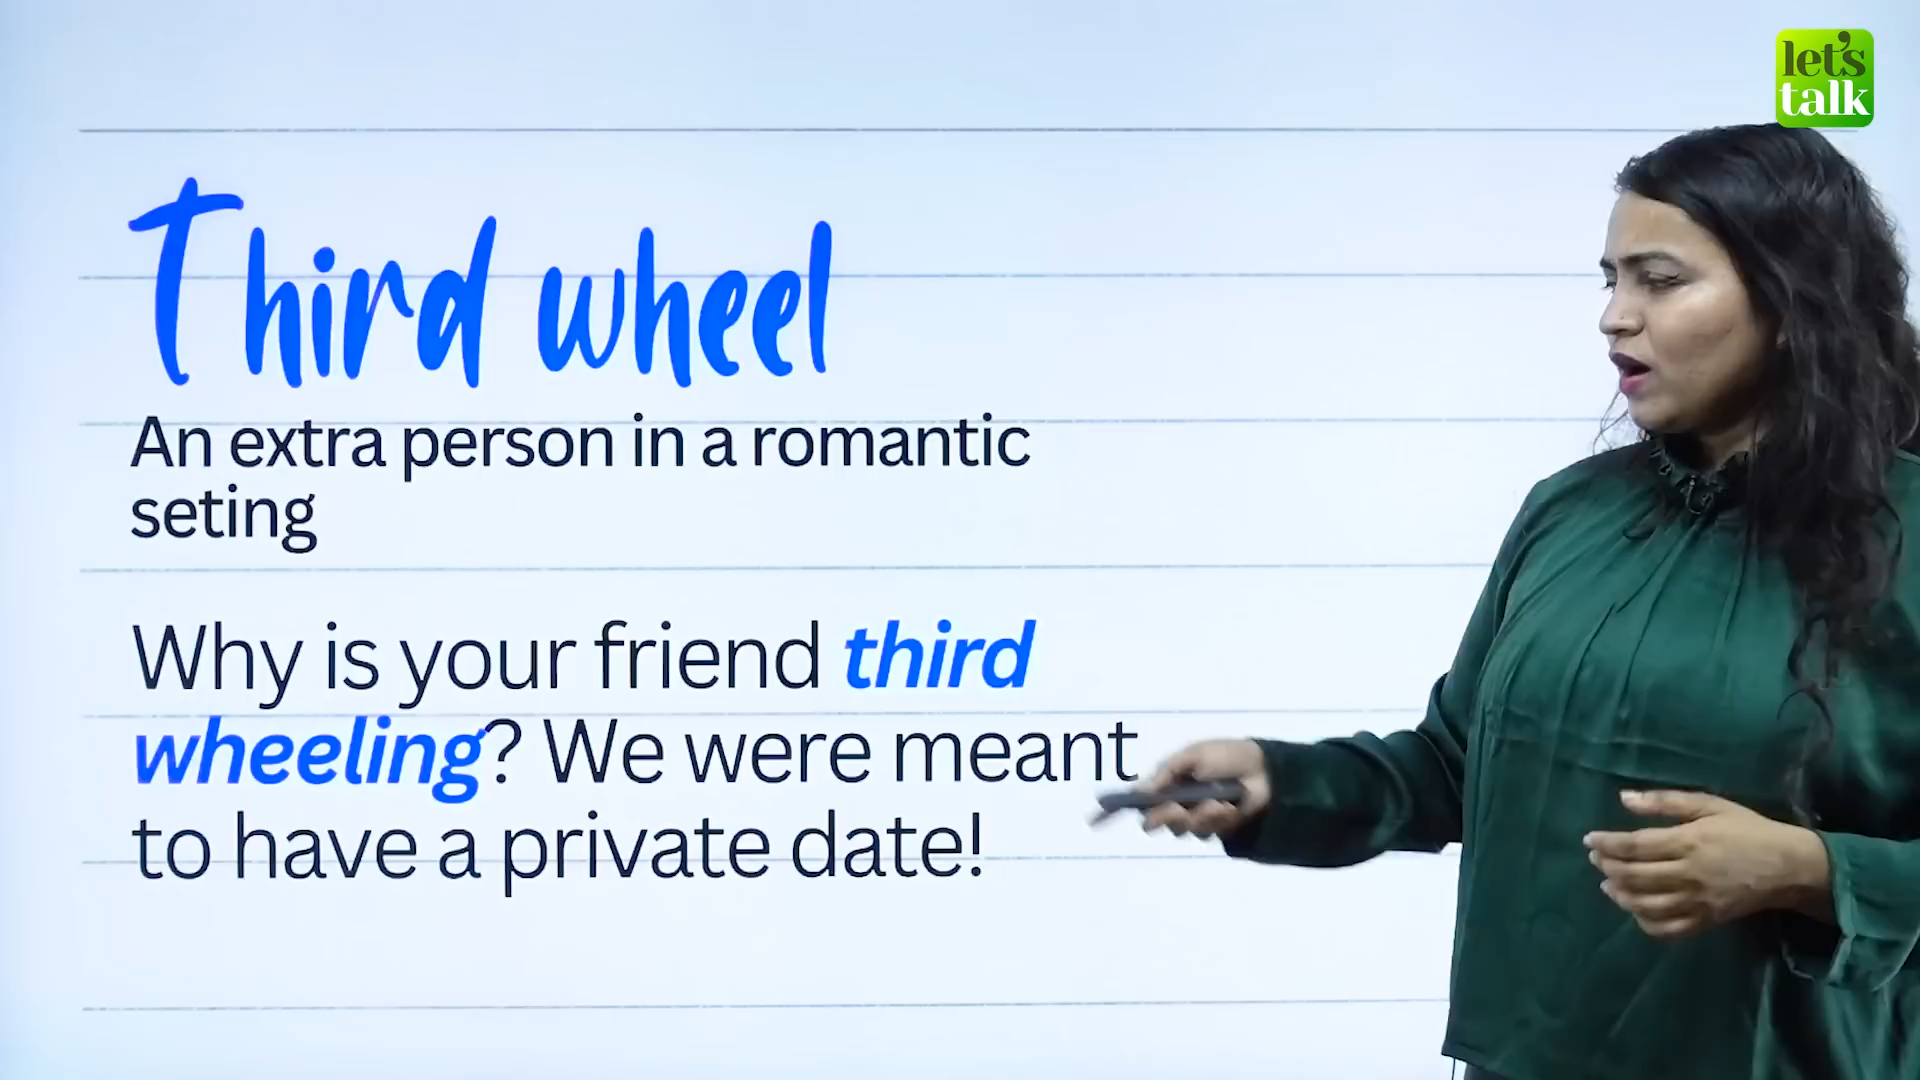 let's
talk
Third wheel
An extra person in a romantic
seting
Why is your friend third
wheeling? We were meant
to have a private date!